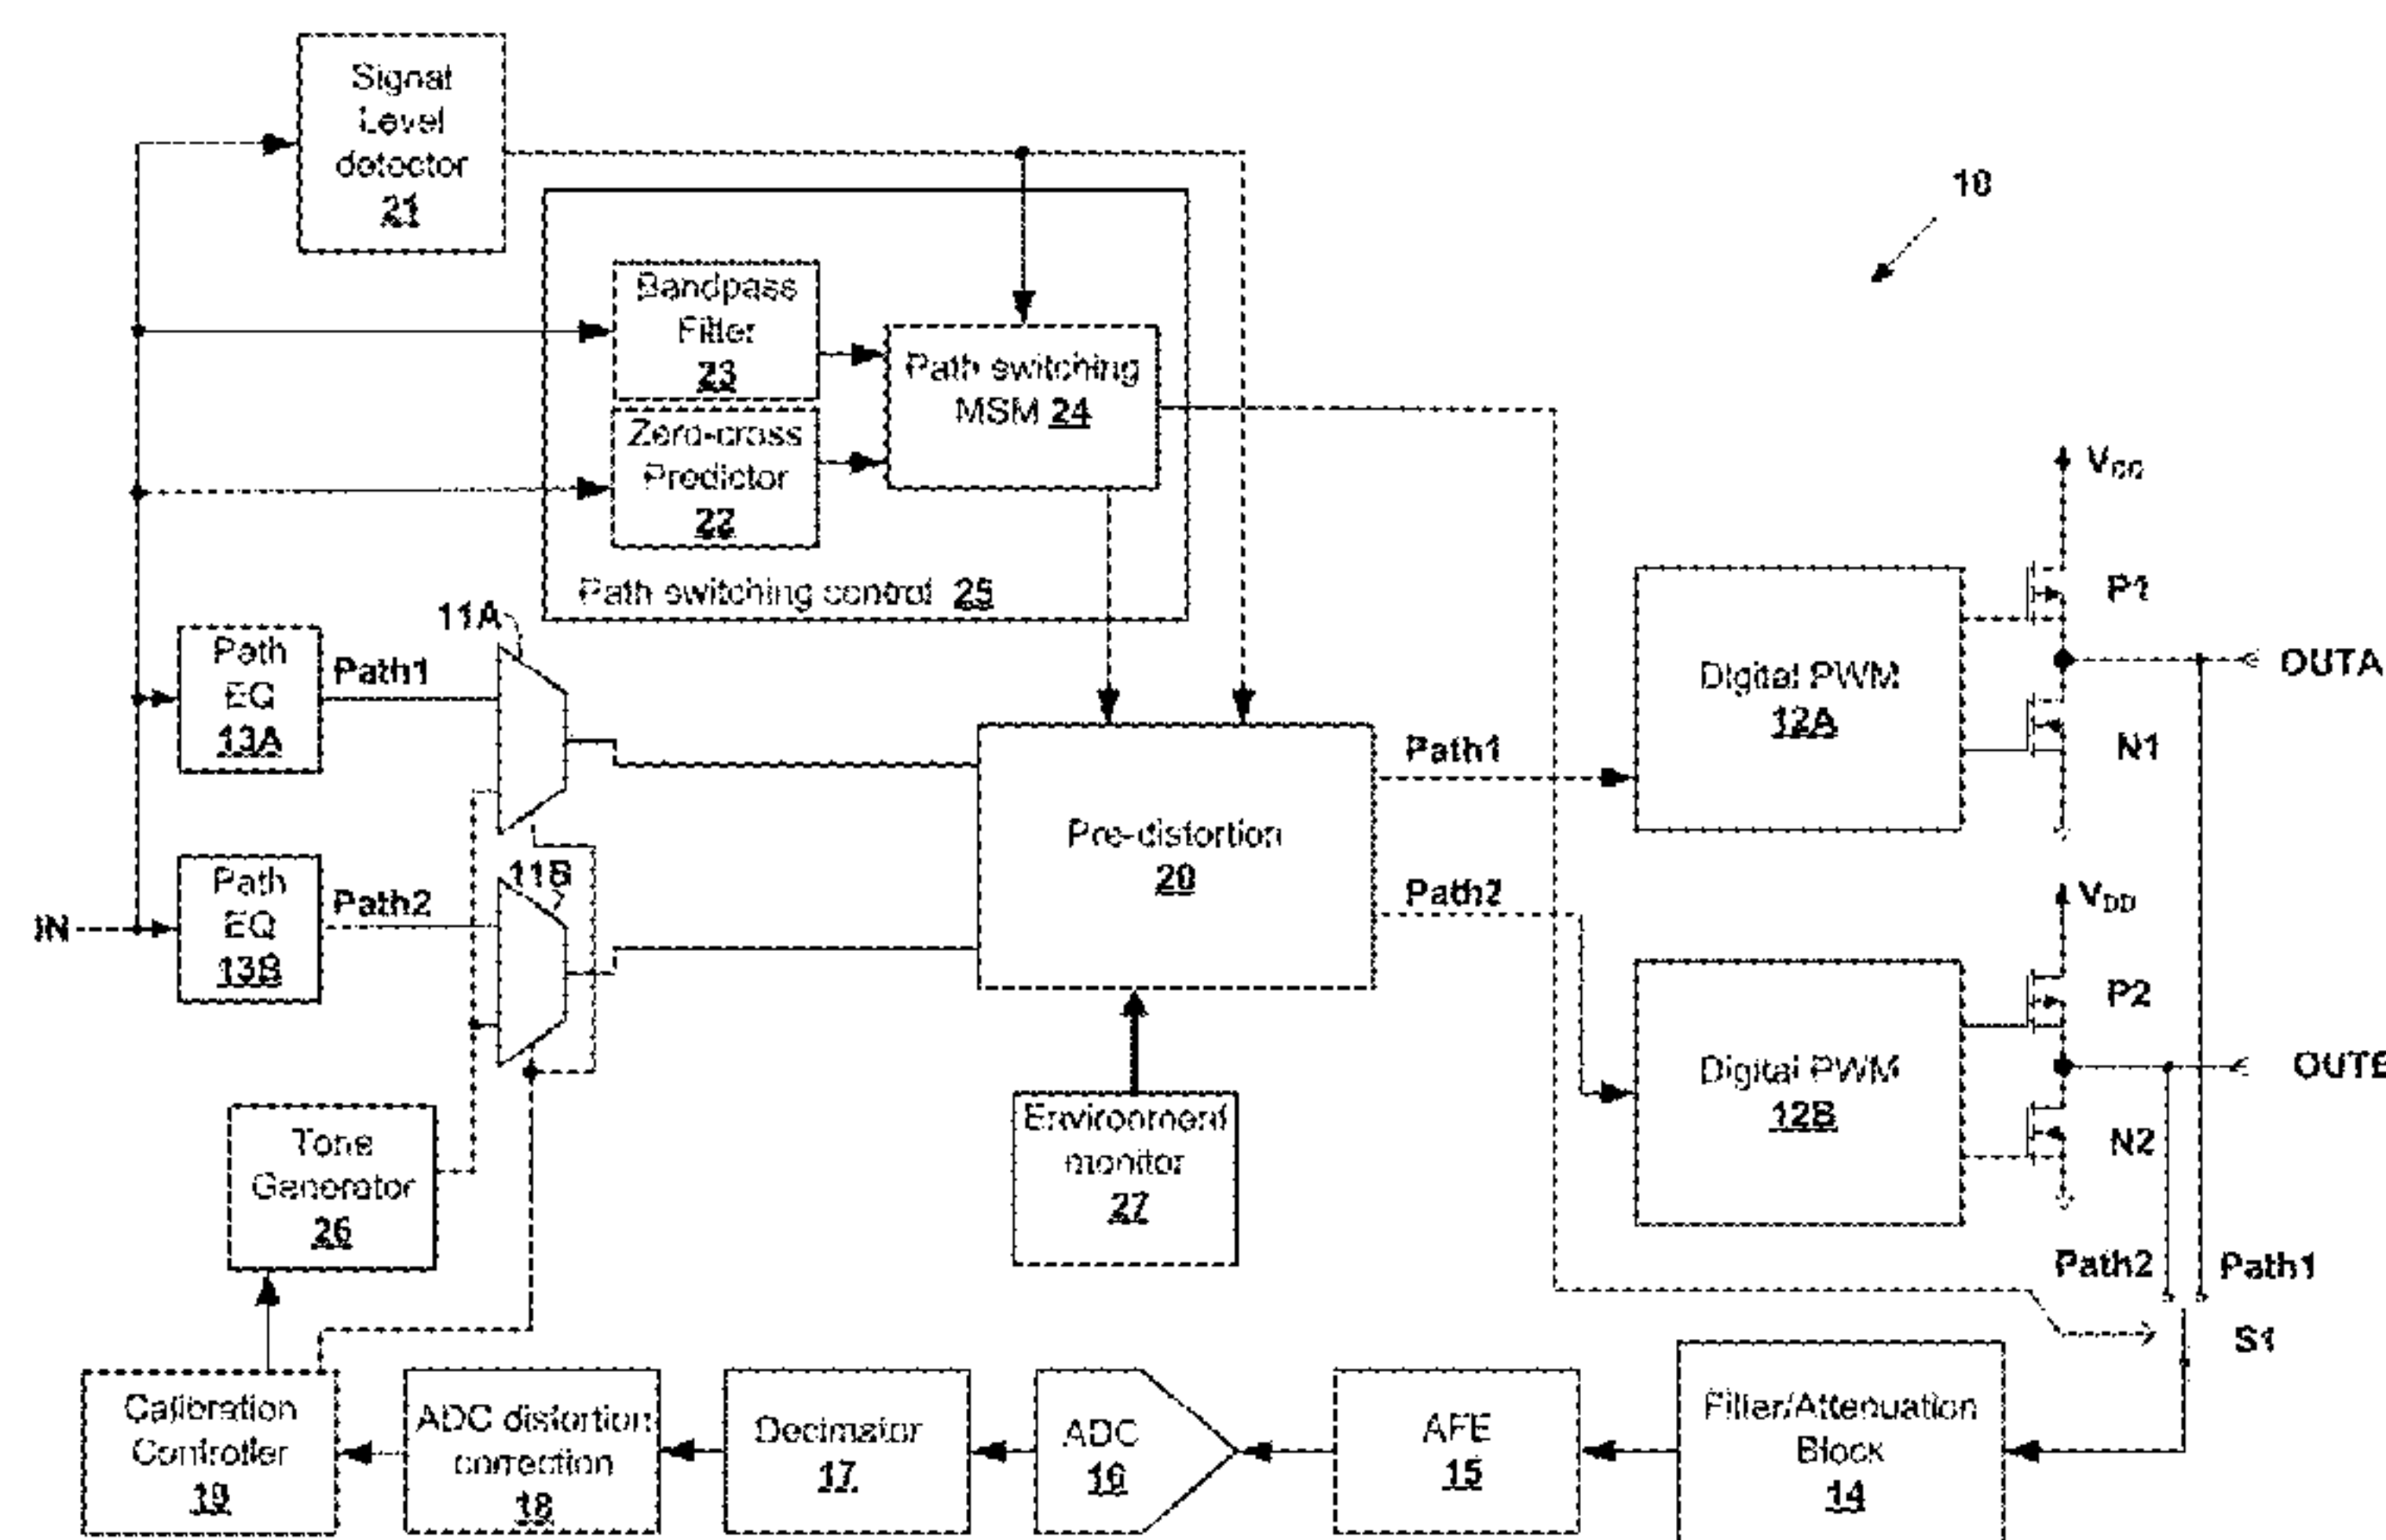 Signal
Level
detector
21
10
Bandpass
Filter
23
Path switching
MSM 24
Zero-cross
Predictor
22
Path switching control 25
VDD
P1
N1
OUTA
11A
Path
EQ
13A
Path1
Digital PWM
12A
Pre-distortion
20
Path1
Path2
11B
IN
Path
EQ
13B
Path2
VDD
P2
N2
Digital PWM
12B
OUTB
Tone
Generator
26
Environment
monitor
27
Path2
Path1
S1
Calibration
Controller
19
ADC distortion
correction
18
Decimator
17
ADC
16
AFE
15
Filter/Attenuation
Block
14